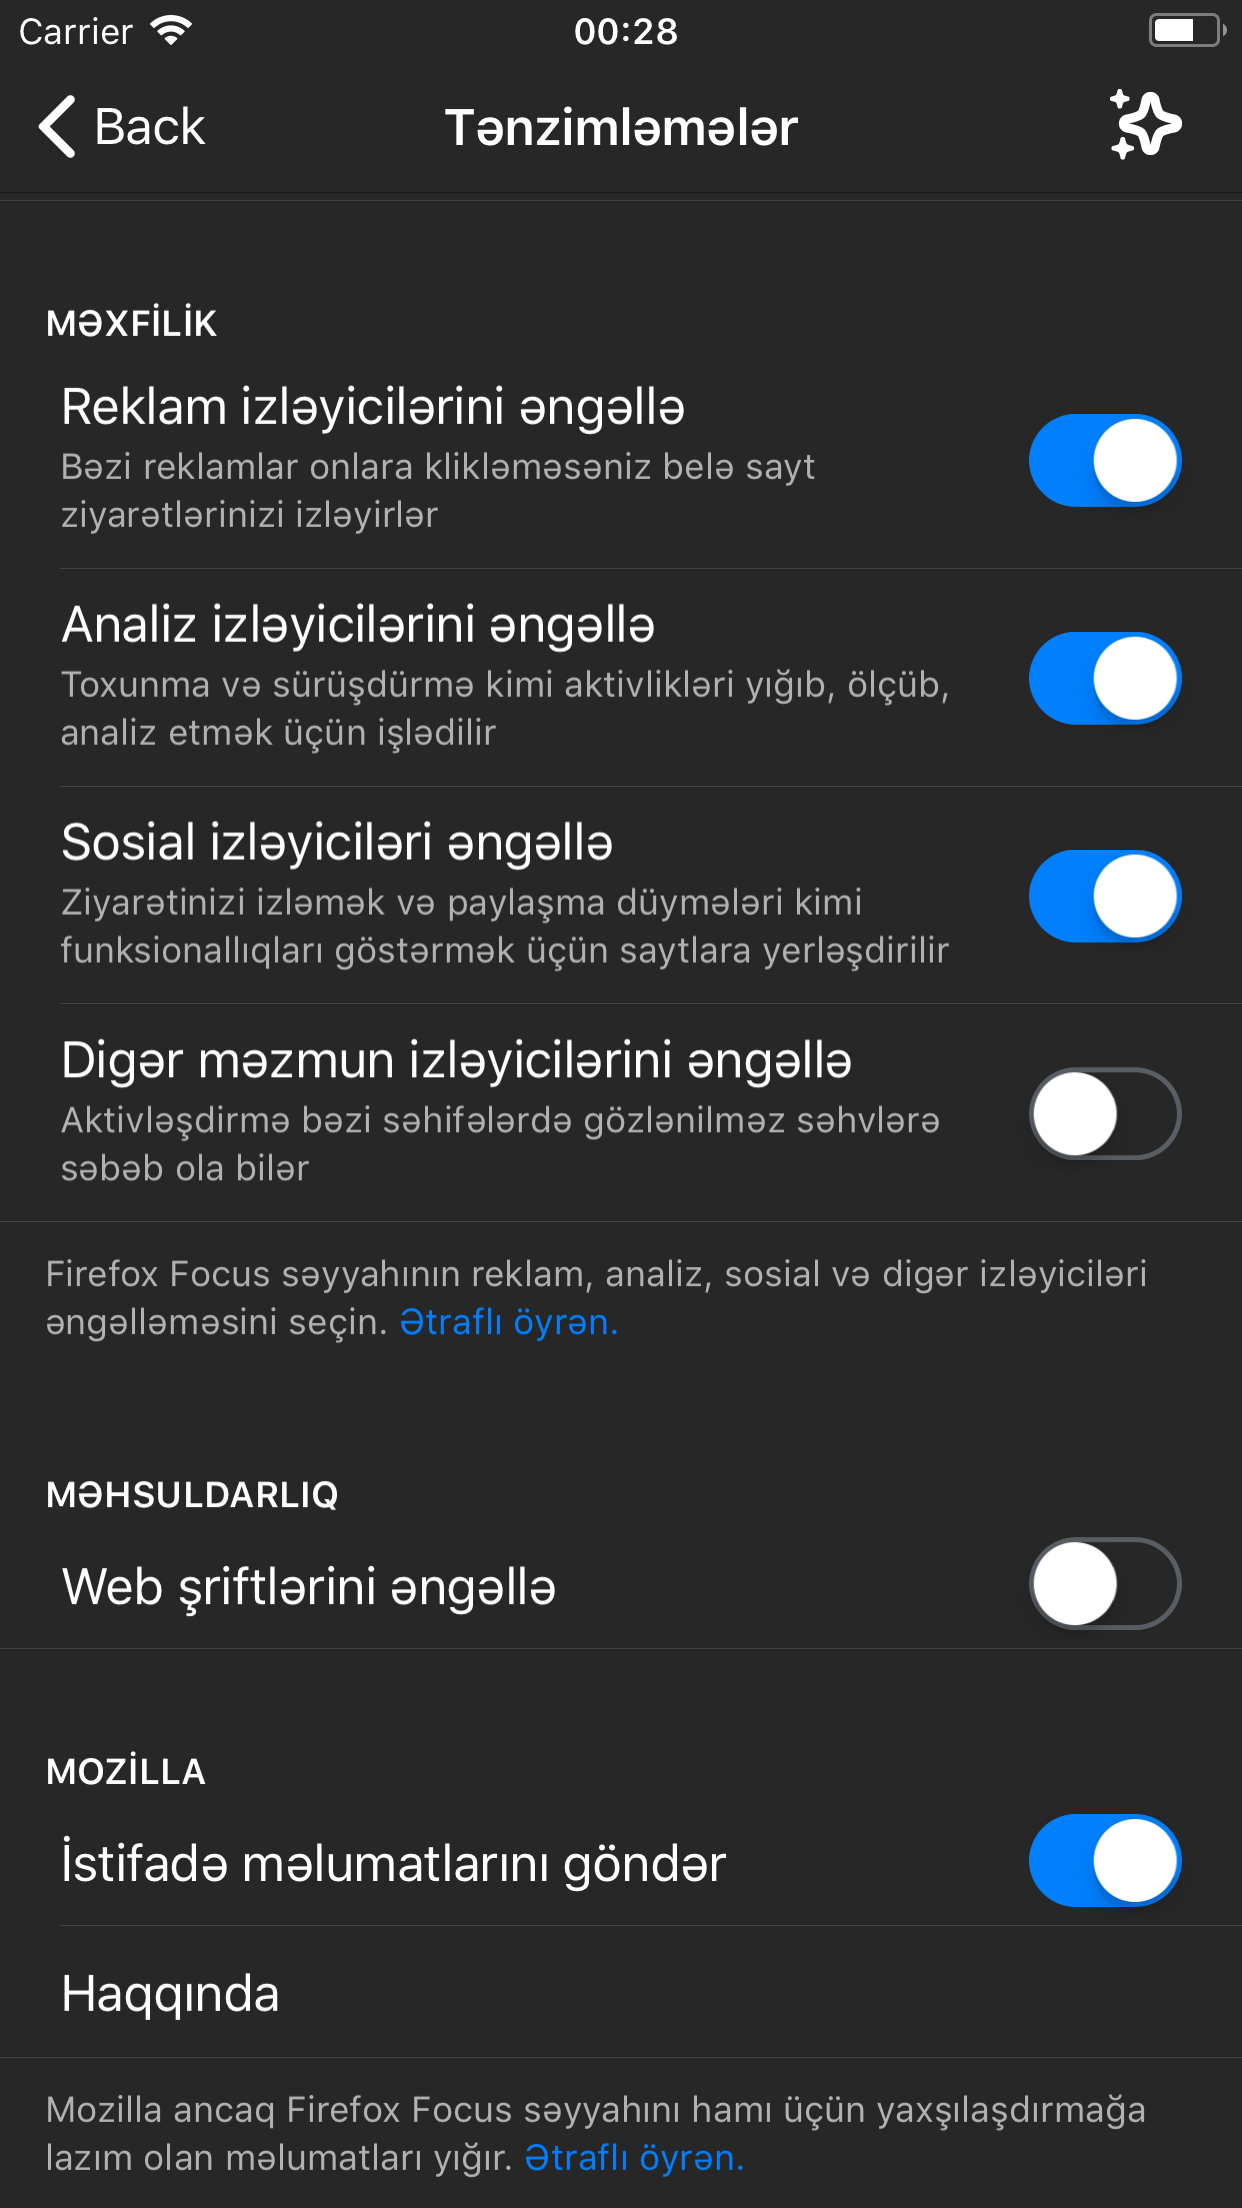 Carrier
00:28
Back
Tənzimləmələr
MƏXFİLİK
Reklam izləyicilərini əngəllə
Bəzi reklamlar onlara klikləməsəniz belə sayt
ziyarətlərinizi izləyirlər
Analiz izləyicilərini əngəllə
Toxunma və sürüşdürmə kimi aktivlikləri yığıb, ölçüb,
analiz etmək üçün işlədilir
Sosial izləyiciləri əngəllə
Ziyarətinizi izləmək və paylaşma düymələri kimi
funksionallıqları göstərmək üçün saytlara yerləşdirilir
Digər məzmun izləyicilərini əngəllə
Aktivləşdirmə bəzi səhifələrdə gözlənilməz səhvlərə
səbəb ola bilər
Firefox Focus səyyahının reklam, analiz, sosial və digər izləyiciləri
əngəlləməsini seçin. Ətraflı öyrən.
MƏHSULDARLIQ
Web şriftlərini əngəllə
MOZİLLA
İstifadə məlumatlarını göndər
Haqqında
Mozilla ancaq Firefox Focus səyyahını hamı üçün yaxşılaşdırmağa
lazım olan məlumatları yığır. Ətraflı öyrən.